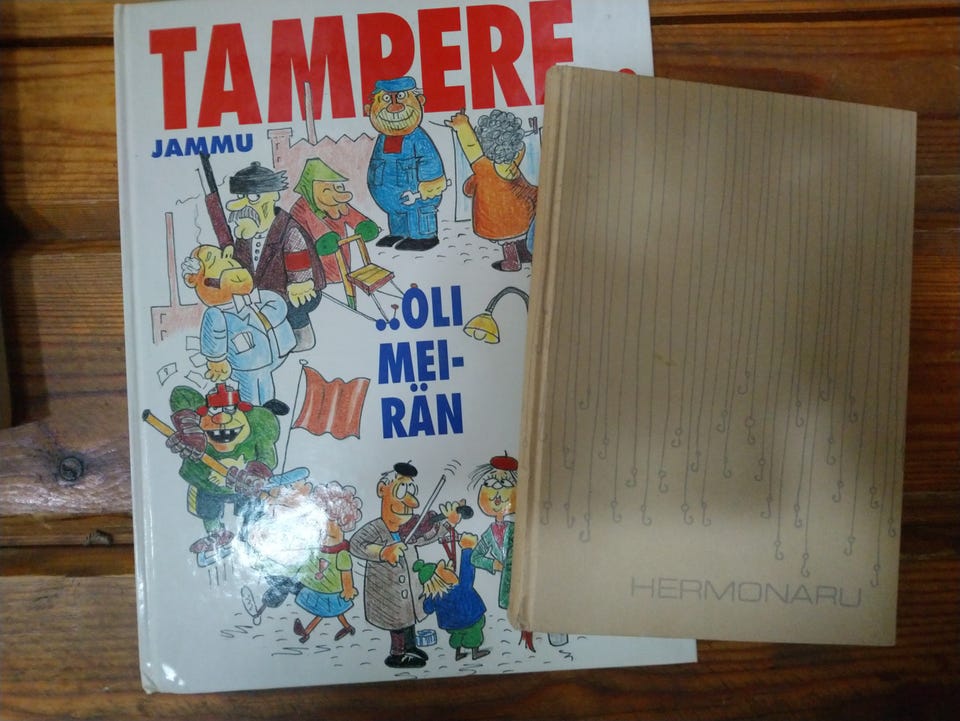 TAMPERE
JAMMU
..OLI
MEI-
RÄN
HERMONARU